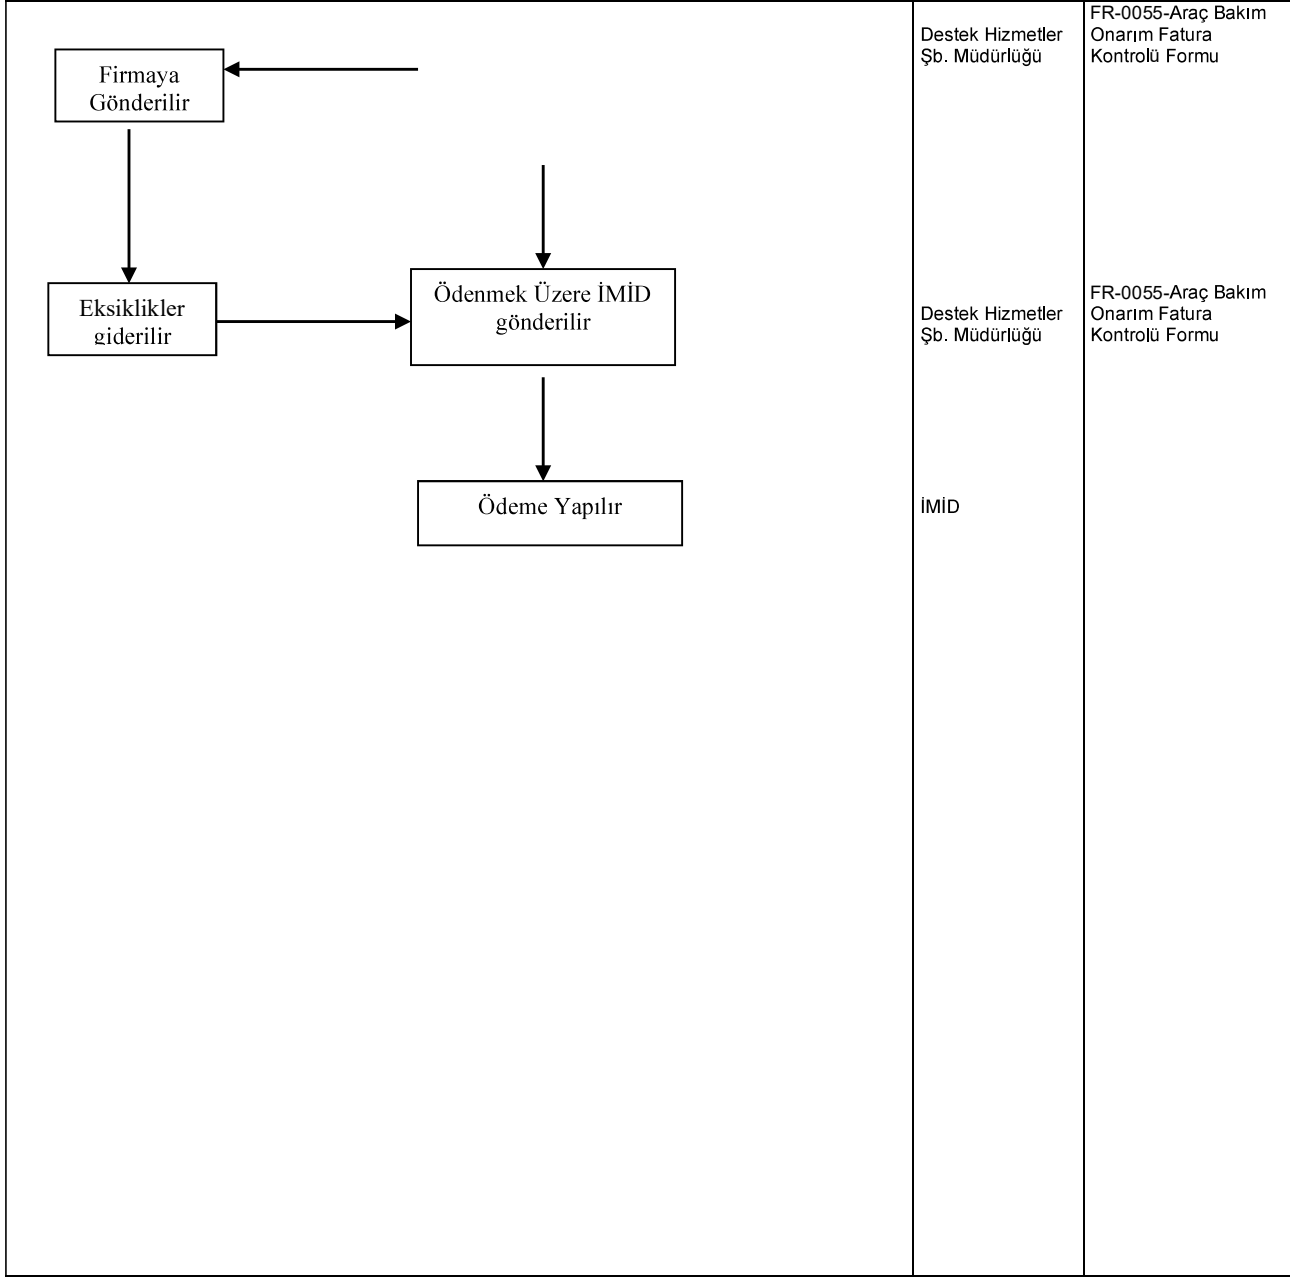 Firmaya
Gönderilir
Destek Hizmetler
Şb. Müdürlüğü
FR-0055-Araç Bakım
Onarım Fatura
Kontrolü Formu
Eksiklikler
giderilir
Ödenmek Üzere İMİD
gönderilir
Destek Hizmetler
Şb. Müdürlüğü
FR-0055-Araç Bakım
Onarım Fatura
Kontrolü Formu
Ödeme Yapılır
İMİD